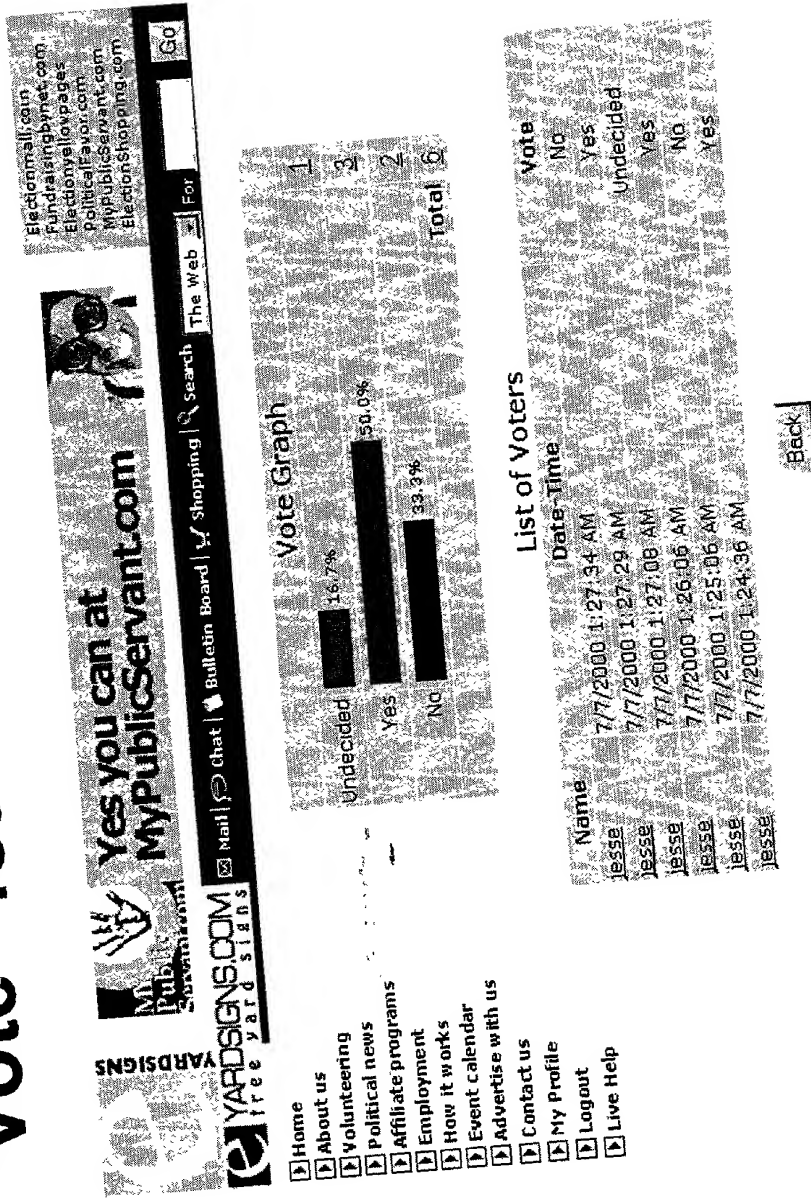 Yes you can at
MyPublicServant.com
Electionmall.com
Fundraisingbynet.com
Electionyellowpages
PoliticalFavor.com
MyPublicServant.com
ElectionShopping.com
YARDSIGNS
e YARDSIGNS.COM
free yard signs
Mail | Chat | Bulletin Board | Shopping | Search The Web For Go
Home
About us
Volunteering
Political news
Affiliate programs
Employment
How it works
Event calendar
Advertise with us
Contact us
My Profile
Logout
Live Help
Vote Graph
Undecided 16.7% 1
Yes 50.0% 3
No 33.3% 2
Total 6
List of Voters
Name Date-Time Vote
Jesse 7/7/2000 1:27:34 AM No
Jesse 7/7/2000 1:27:29 AM Yes
Jesse 7/7/2000 1:27:08 AM Undecided
Jesse 7/7/2000 1:26:06 AM Yes
Jesse 7/7/2000 1:25:06 AM No
Jesse 7/7/2000 1:24:36 AM Yes
Back